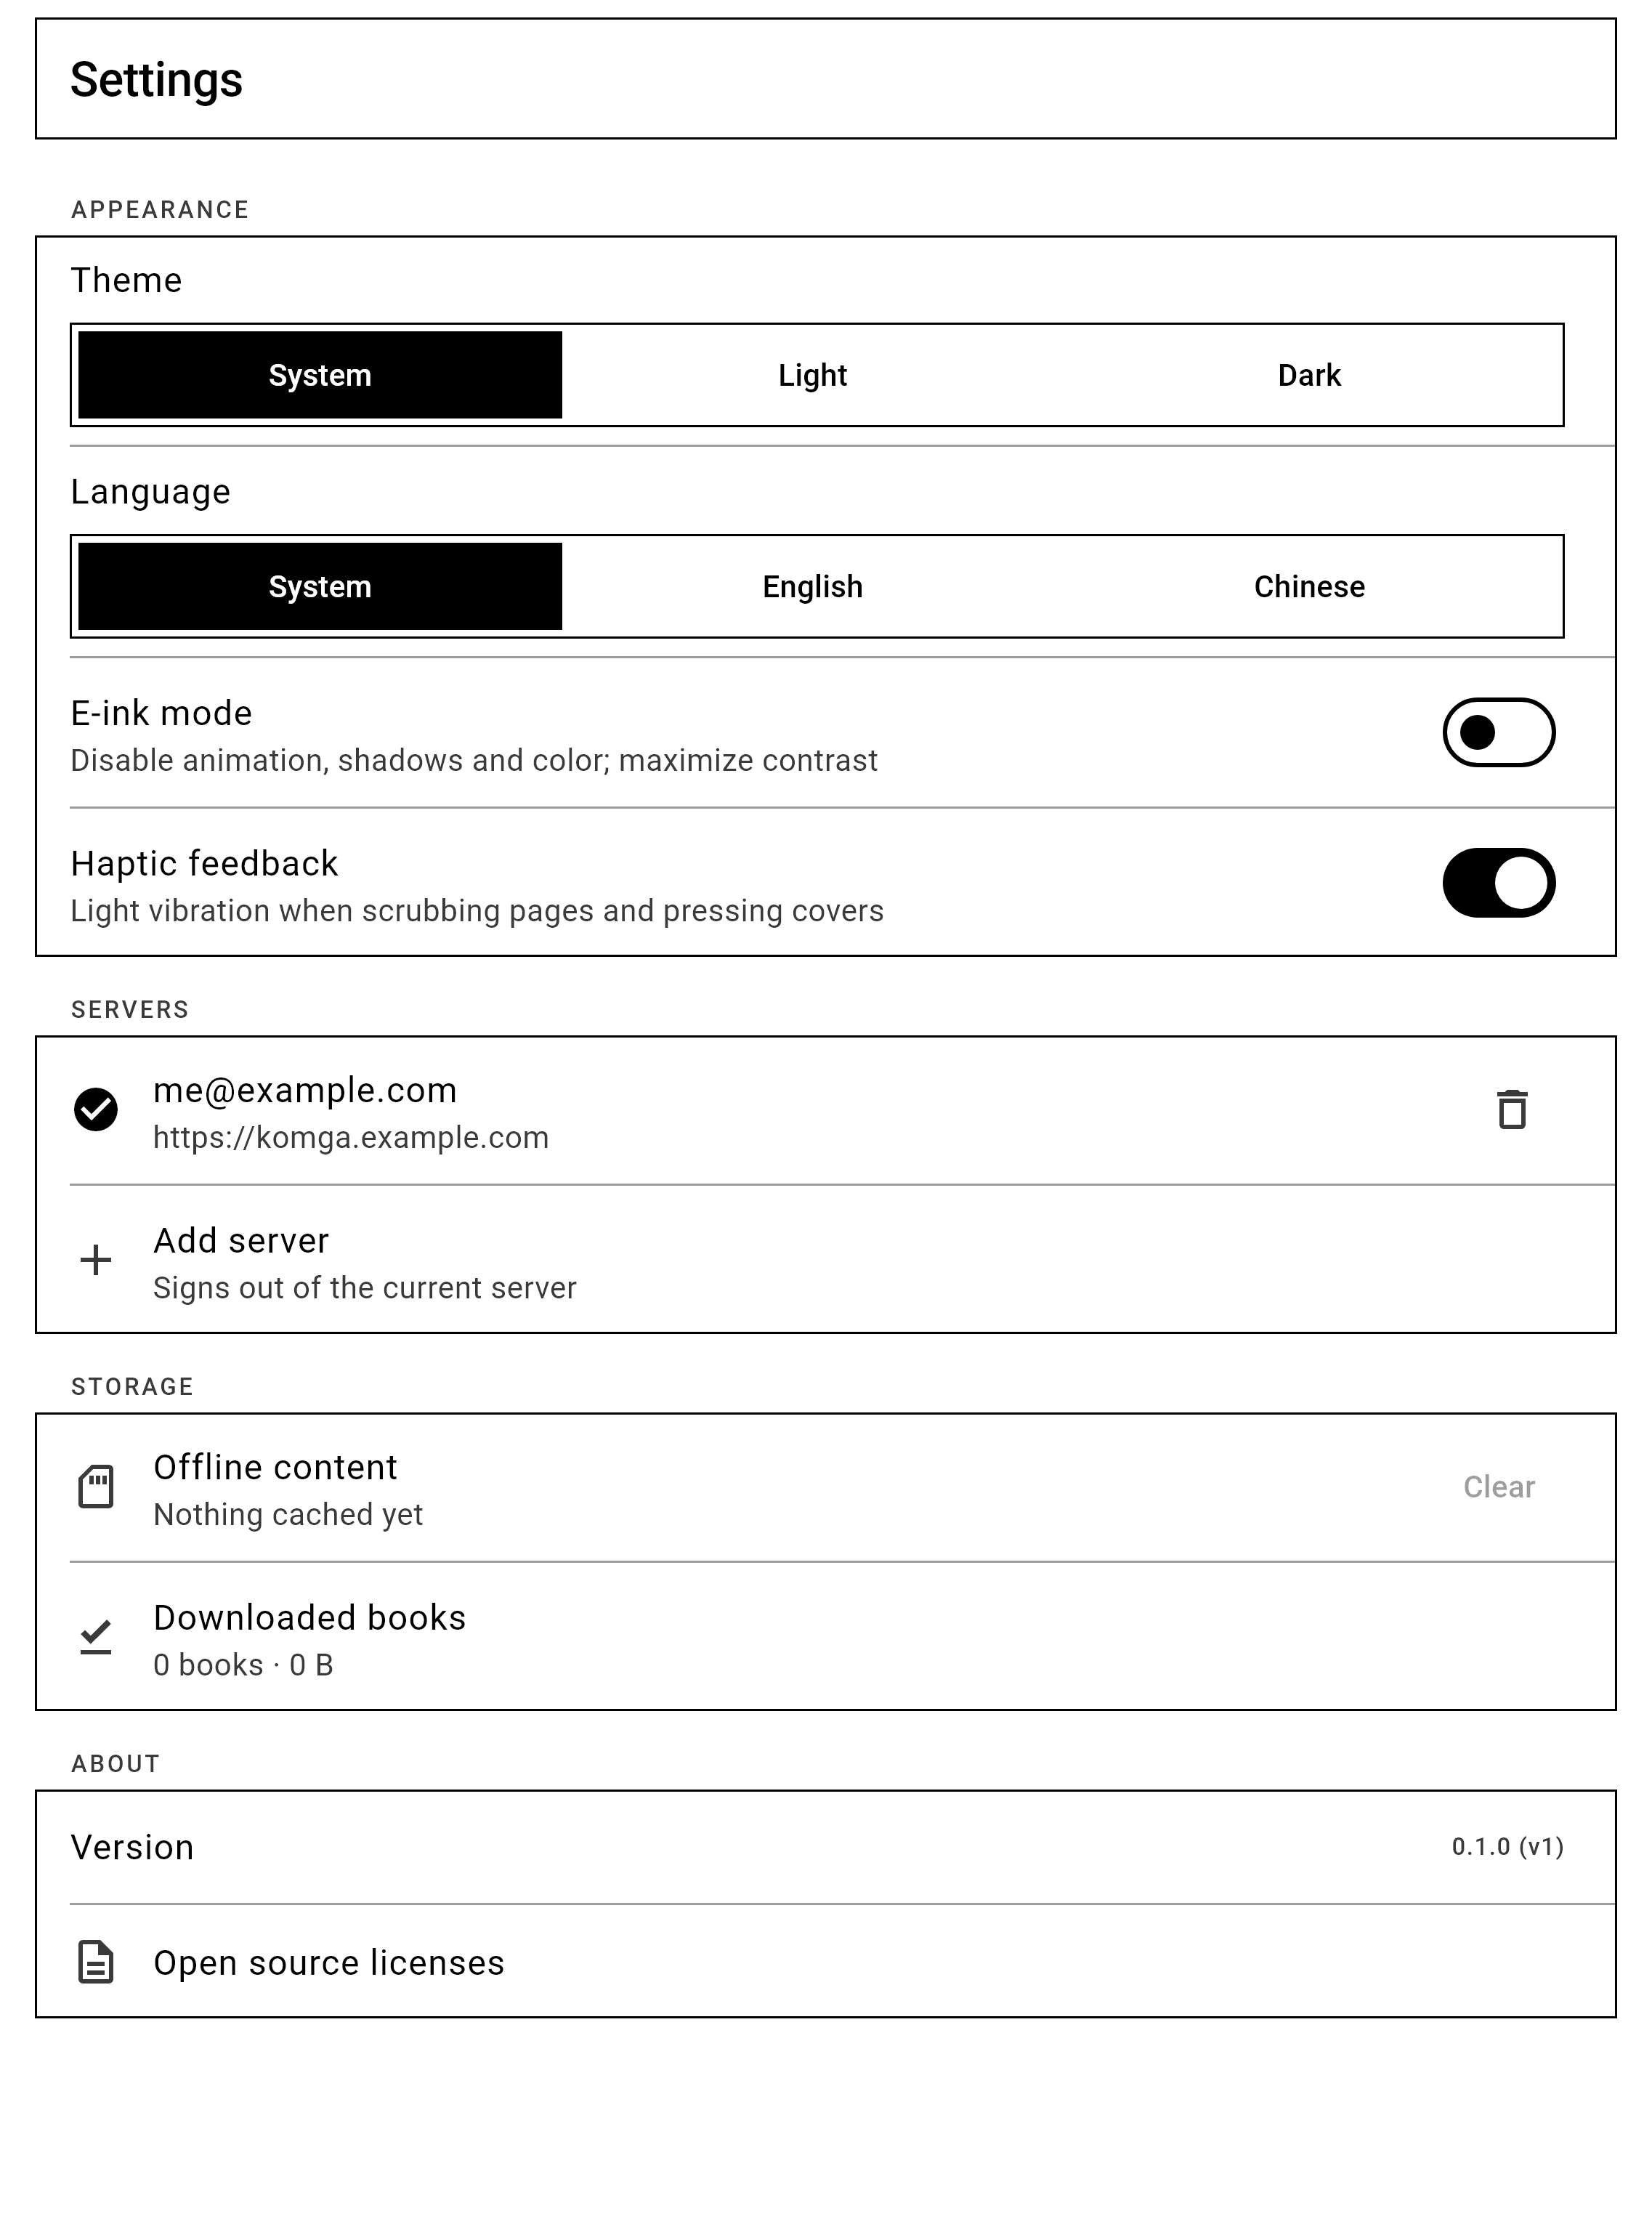 Settings
APPEARANCE
Theme
System Light Dark
Language
System English Chinese
E-ink mode
Disable animation, shadows and color; maximize contrast
Haptic feedback
Light vibration when scrubbing pages and pressing covers
SERVERS
me@example.com
https://komga.example.com
Add server
Signs out of the current server
STORAGE
Offline content
Nothing cached yet
Clear
Downloaded books
0 books · 0 B
ABOUT
Version 0.1.0 (v1)
Open source licenses